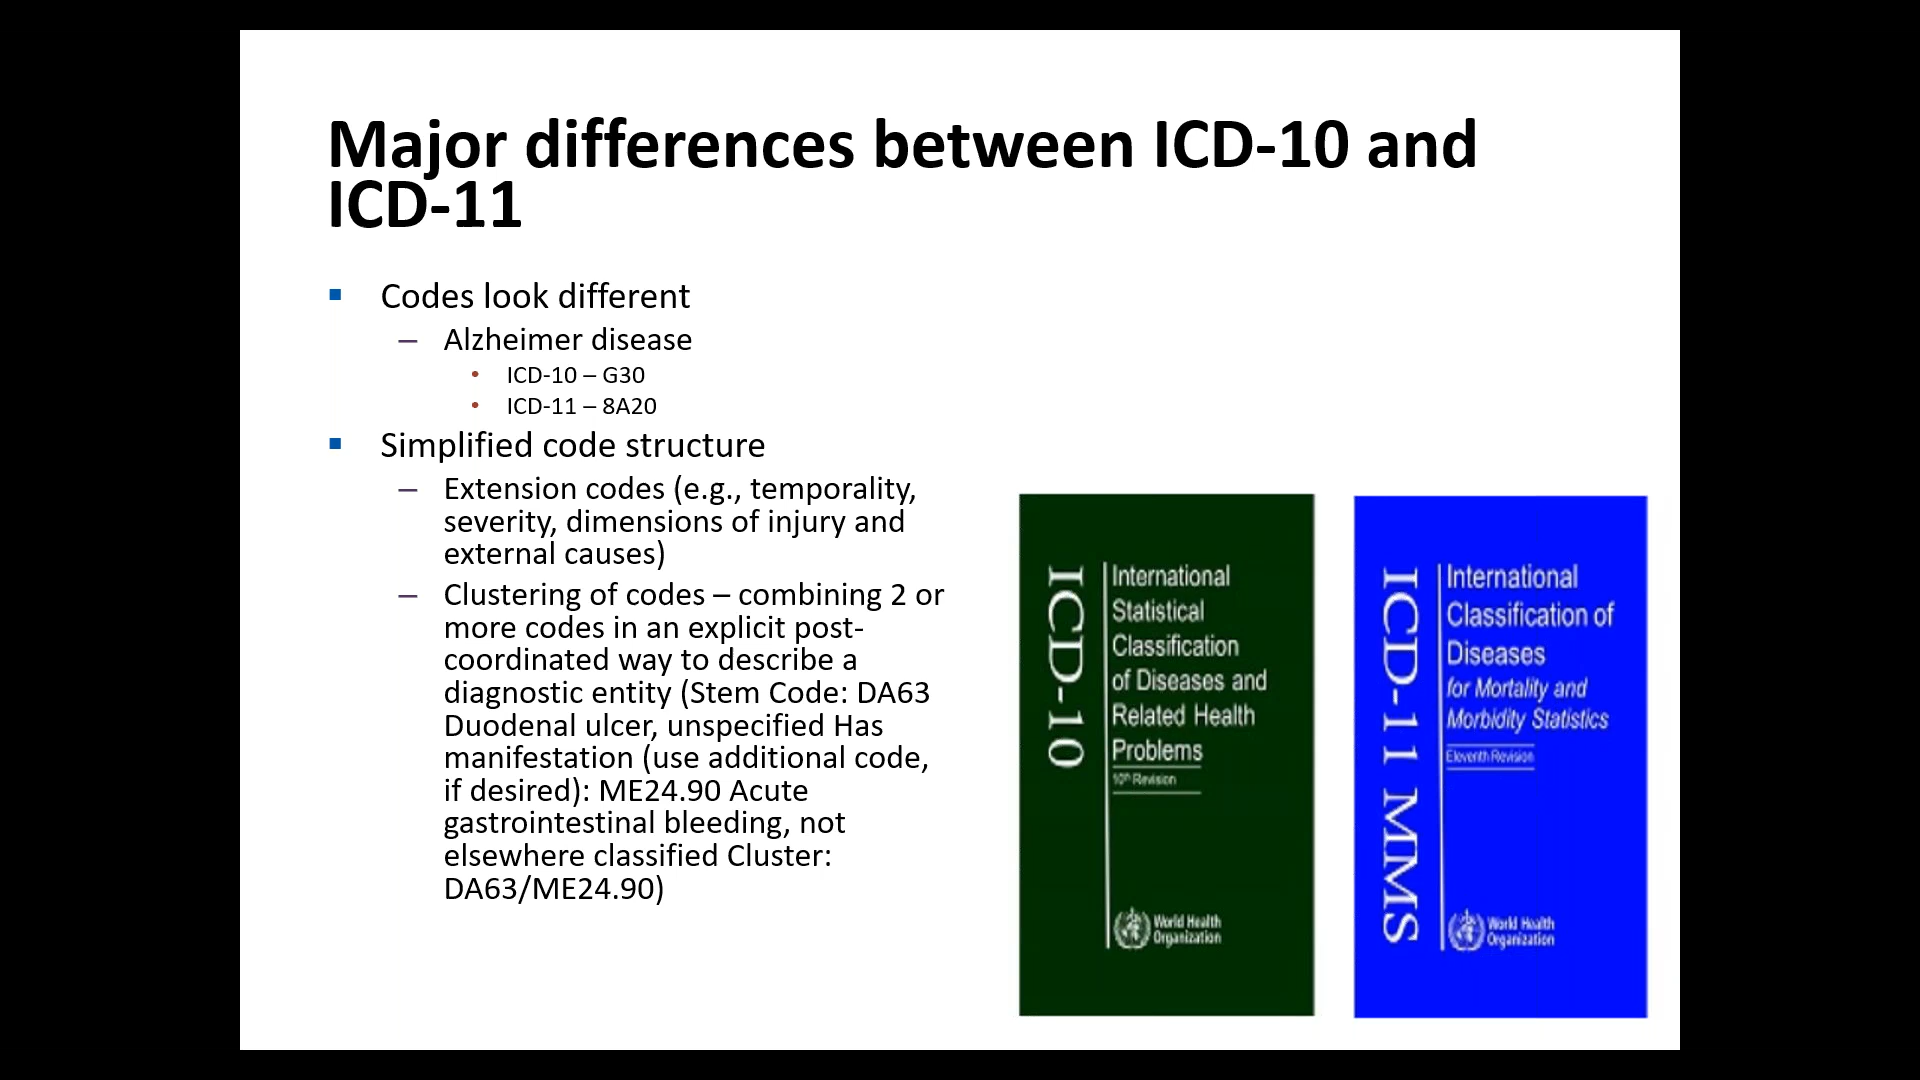 Major differences between ICD-10 and
ICD-11
▪ Codes look different
– Alzheimer disease
• ICD-10 – G30
• ICD-11 – 8A20
▪ Simplified code structure
– Extension codes (e.g., temporality,
severity, dimensions of injury and
external causes)
– Clustering of codes – combining 2 or
more codes in an explicit post-
coordinated way to describe a
diagnostic entity (Stem Code: DA63
Duodenal ulcer, unspecified Has
manifestation (use additional code,
if desired): ME24.90 Acute
gastrointestinal bleeding, not
elsewhere classified Cluster:
DA63/ME24.90)
ICD-10
International
Statistical
Classification
of Diseases and
Related Health
Problems
10th Revision
World Health
Organization
ICD-11 MMS
International
Classification of
Diseases
for Mortality and
Morbidity Statistics
Eleventh Revision
World Health
Organization